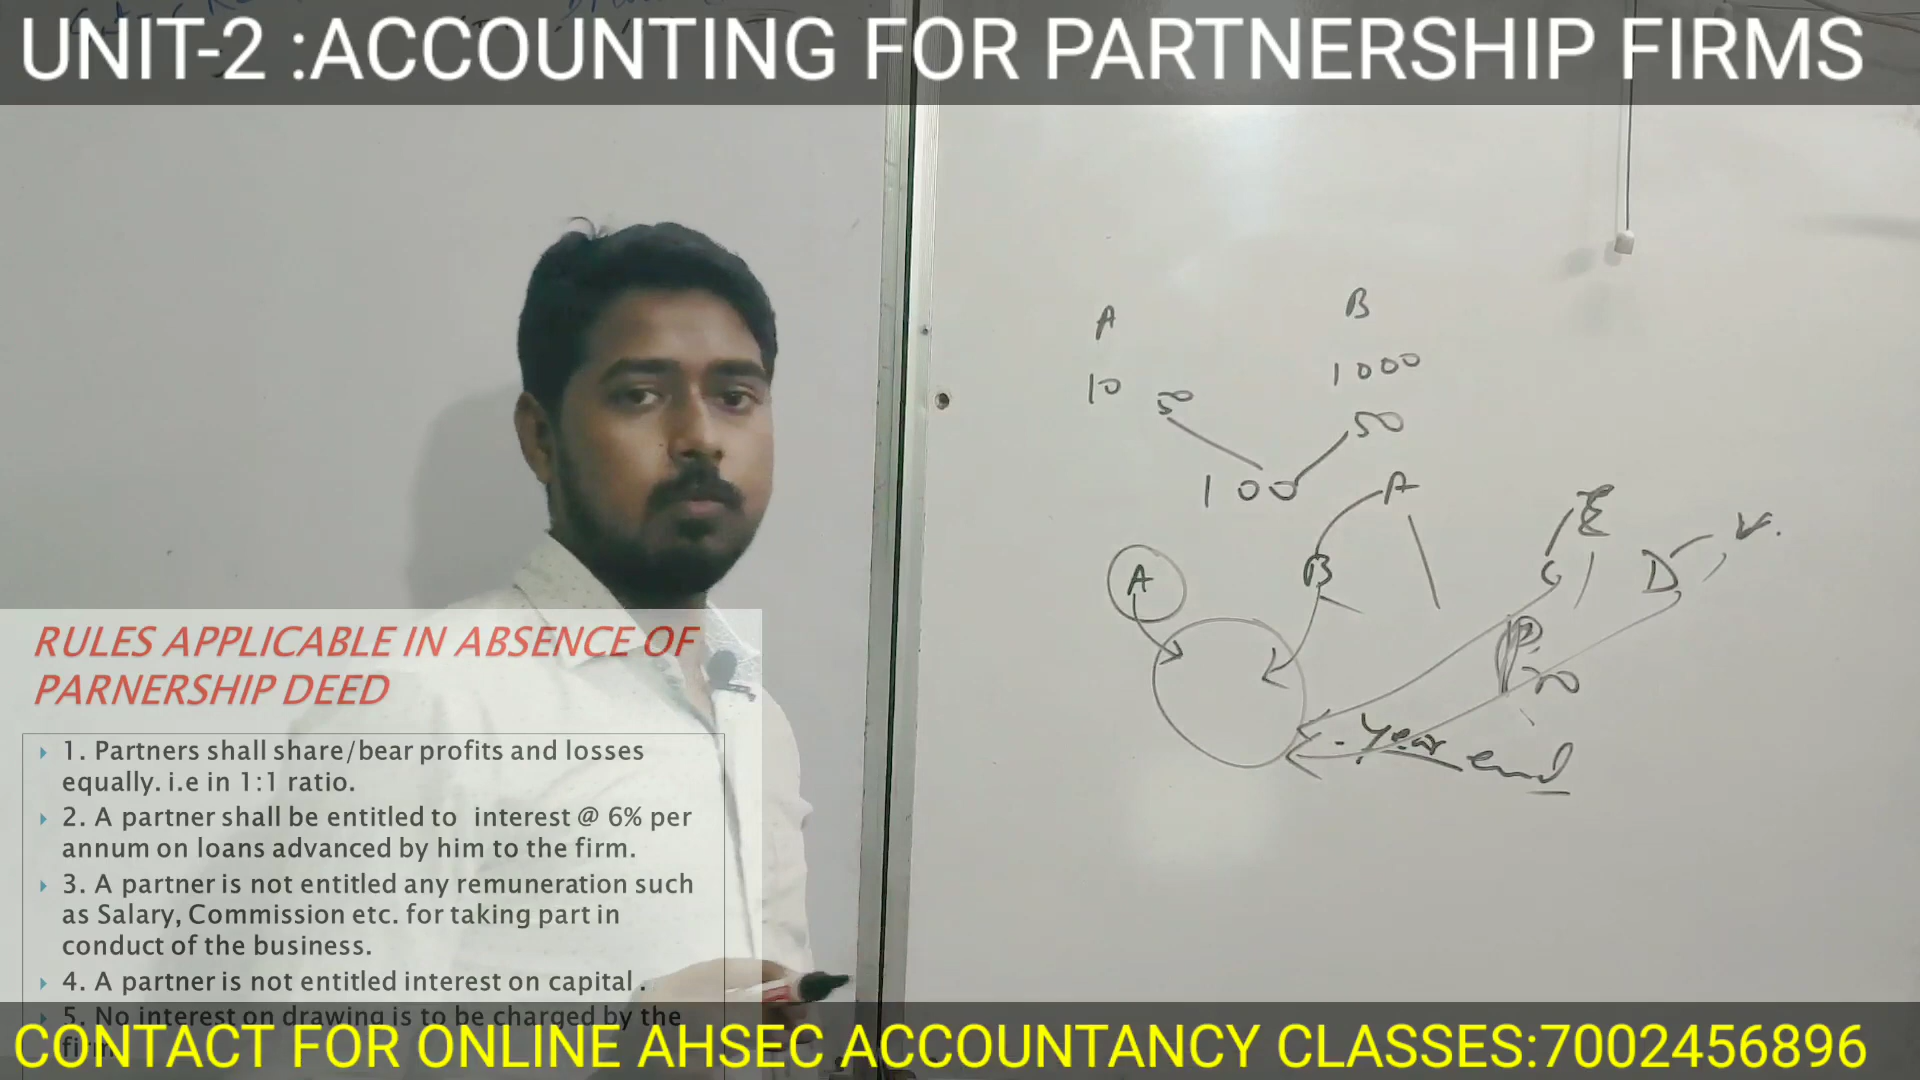 UNIT-2 :ACCOUNTING FOR PARTNERSHIP FIRMS
A
B
10
50
1000
50
100
A
A
B
C
E
D
year end
RULES APPLICABLE IN ABSENCE OF
PARNERSHIP DEED
1. Partners shall share/bear profits and losses
equally. i.e in 1:1 ratio.
2. A partner shall be entitled to interest @ 6% per
annum on loans advanced by him to the firm.
3. A partner is not entitled any remuneration such
as Salary, Commission etc. for taking part in
conduct of the business.
4. A partner is not entitled interest on capital .
5. No interest on drawing is to be charged by the
CONTACT FOR ONLINE AHSEC ACCOUNTANCY CLASSES:7002456896